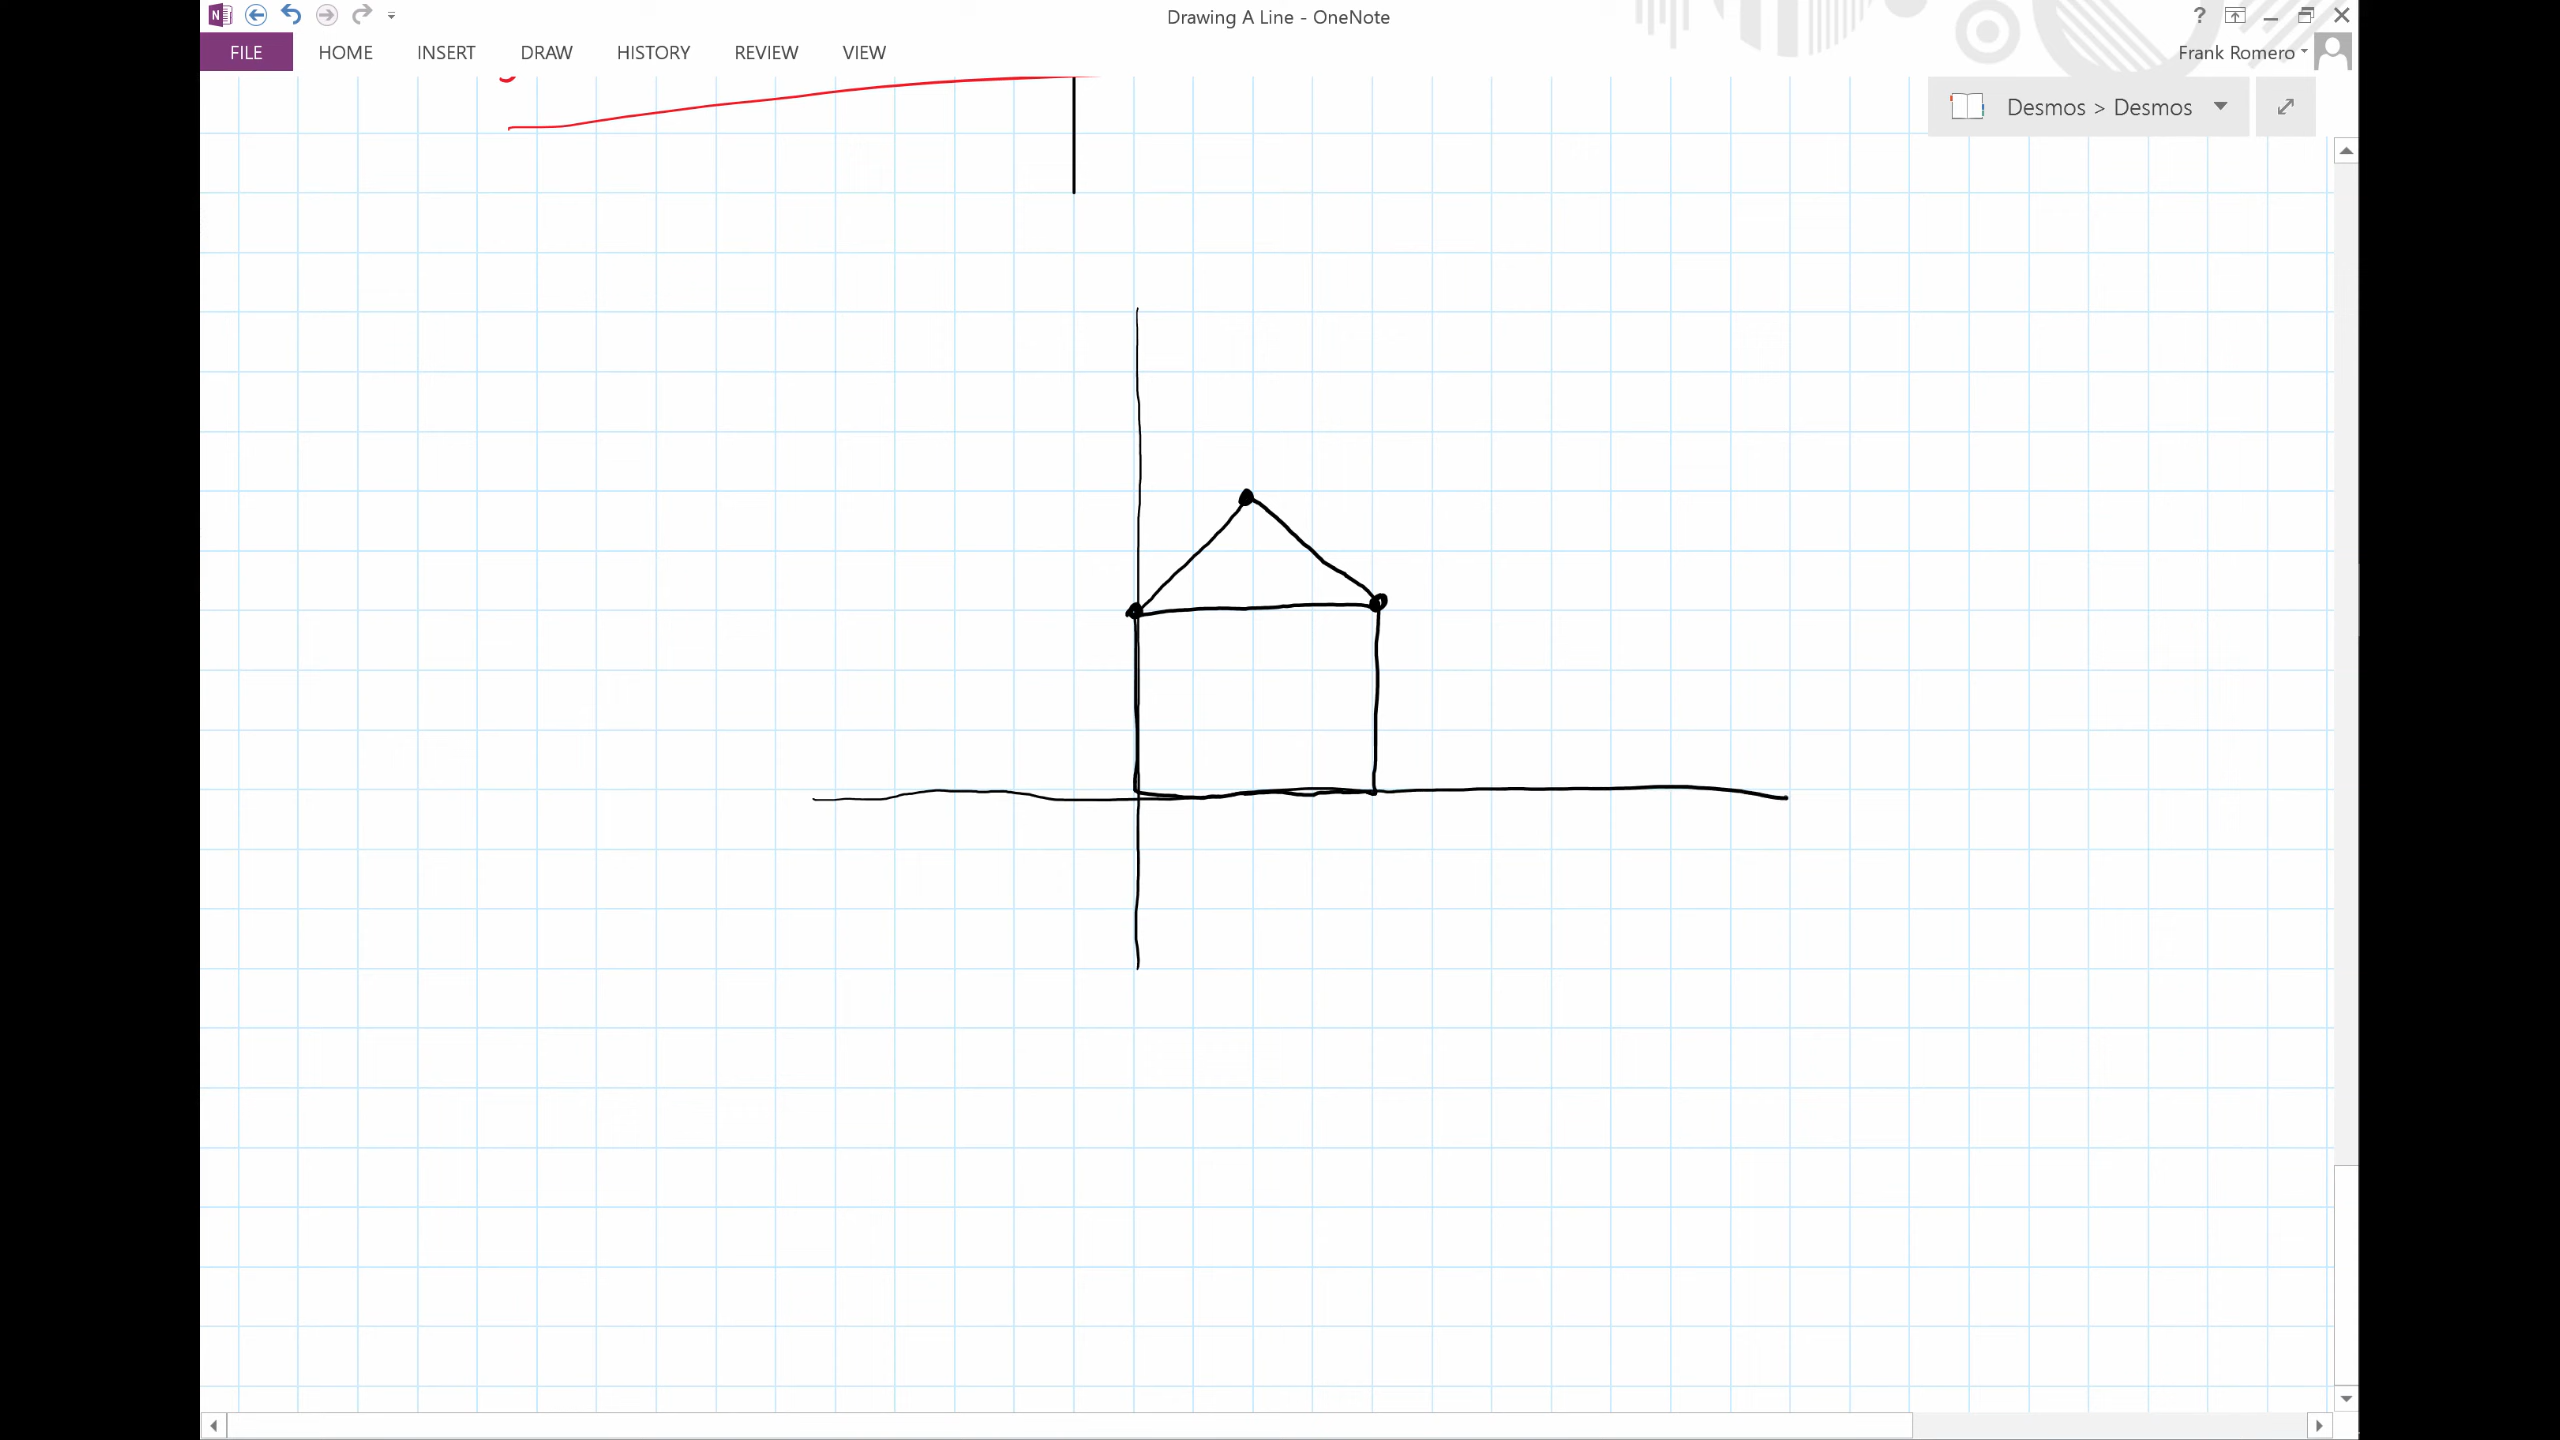 Drawing A Line - OneNote
FILE HOME INSERT DRAW HISTORY REVIEW VIEW
Frank Romero
Desmos > Desmos